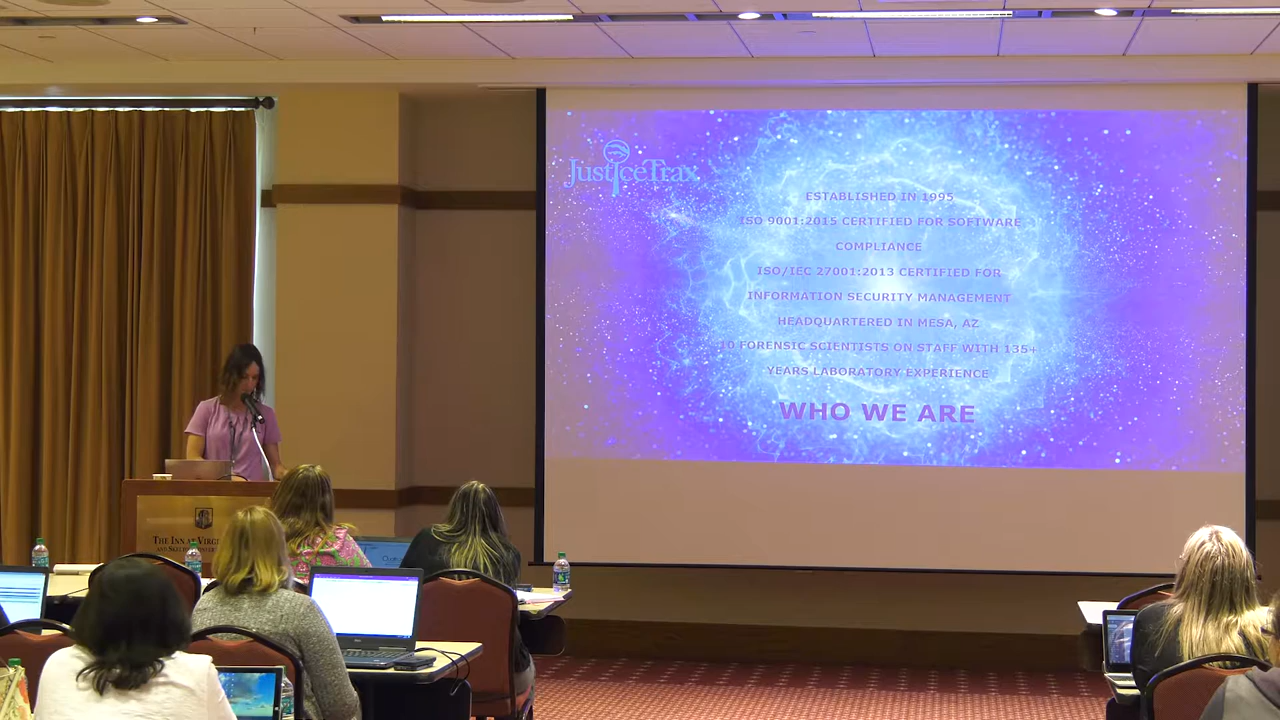 JusticeTrax
ESTABLISHED IN 1995
ISO 9001:2015 CERTIFIED FOR SOFTWARE
COMPLIANCE
ISO/IEC 27001:2013 CERTIFIED FOR
INFORMATION SECURITY MANAGEMENT
HEADQUARTERED IN MESA, AZ
10 FORENSIC SCIENTISTS ON STAFF WITH 135+
YEARS LABORATORY EXPERIENCE
WHO WE ARE
THE INN AT VIRG
AND